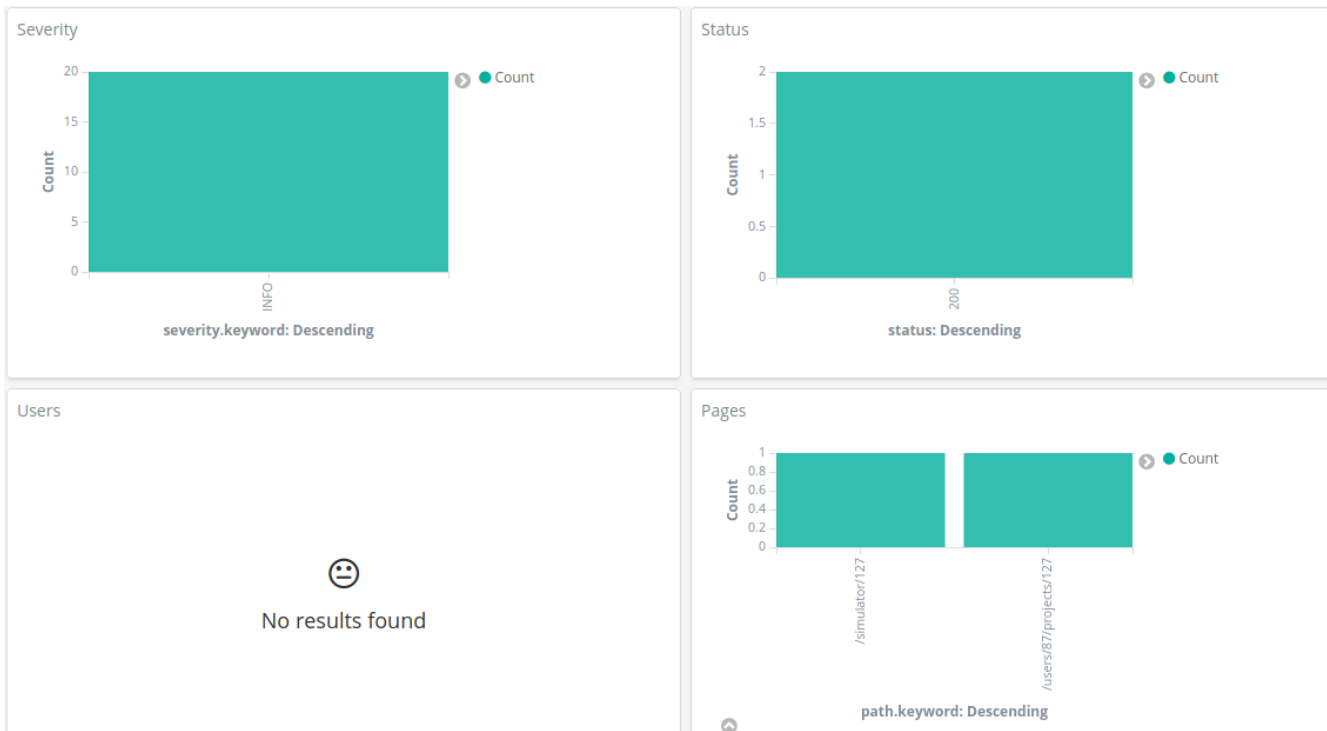 Severity
20
15
10
5
0
Count
INFO
severity.keyword: Descending
Count
Status
2
1.5
1
0.5
0
Count
200
status: Descending
Count
Users
No results found
Pages
1
0.8
0.6
0.4
0.2
0
Count
/simulator/127
/users/87/projects/127
path.keyword: Descending
Count